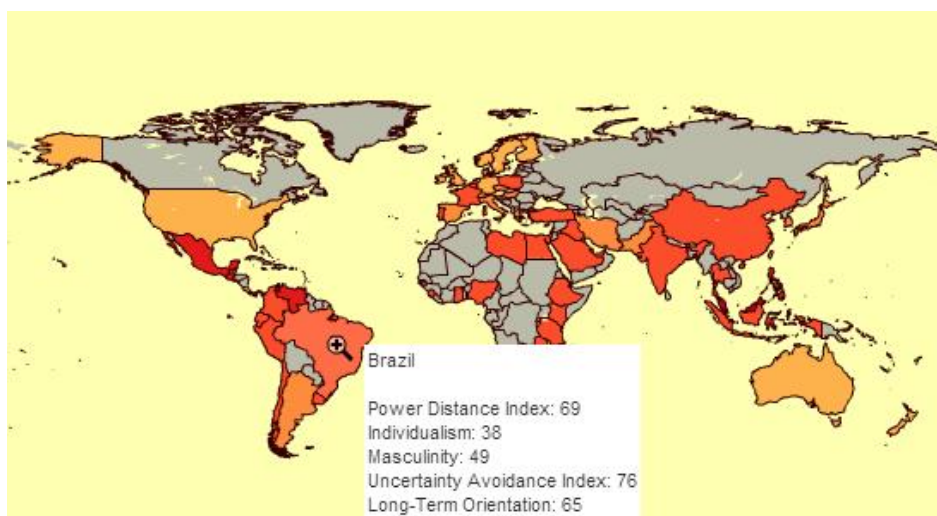 Brazil
Power Distance Index: 69
Individualism: 38
Masculinity: 49
Uncertainty Avoidance Index: 76
Long-Term Orientation: 65